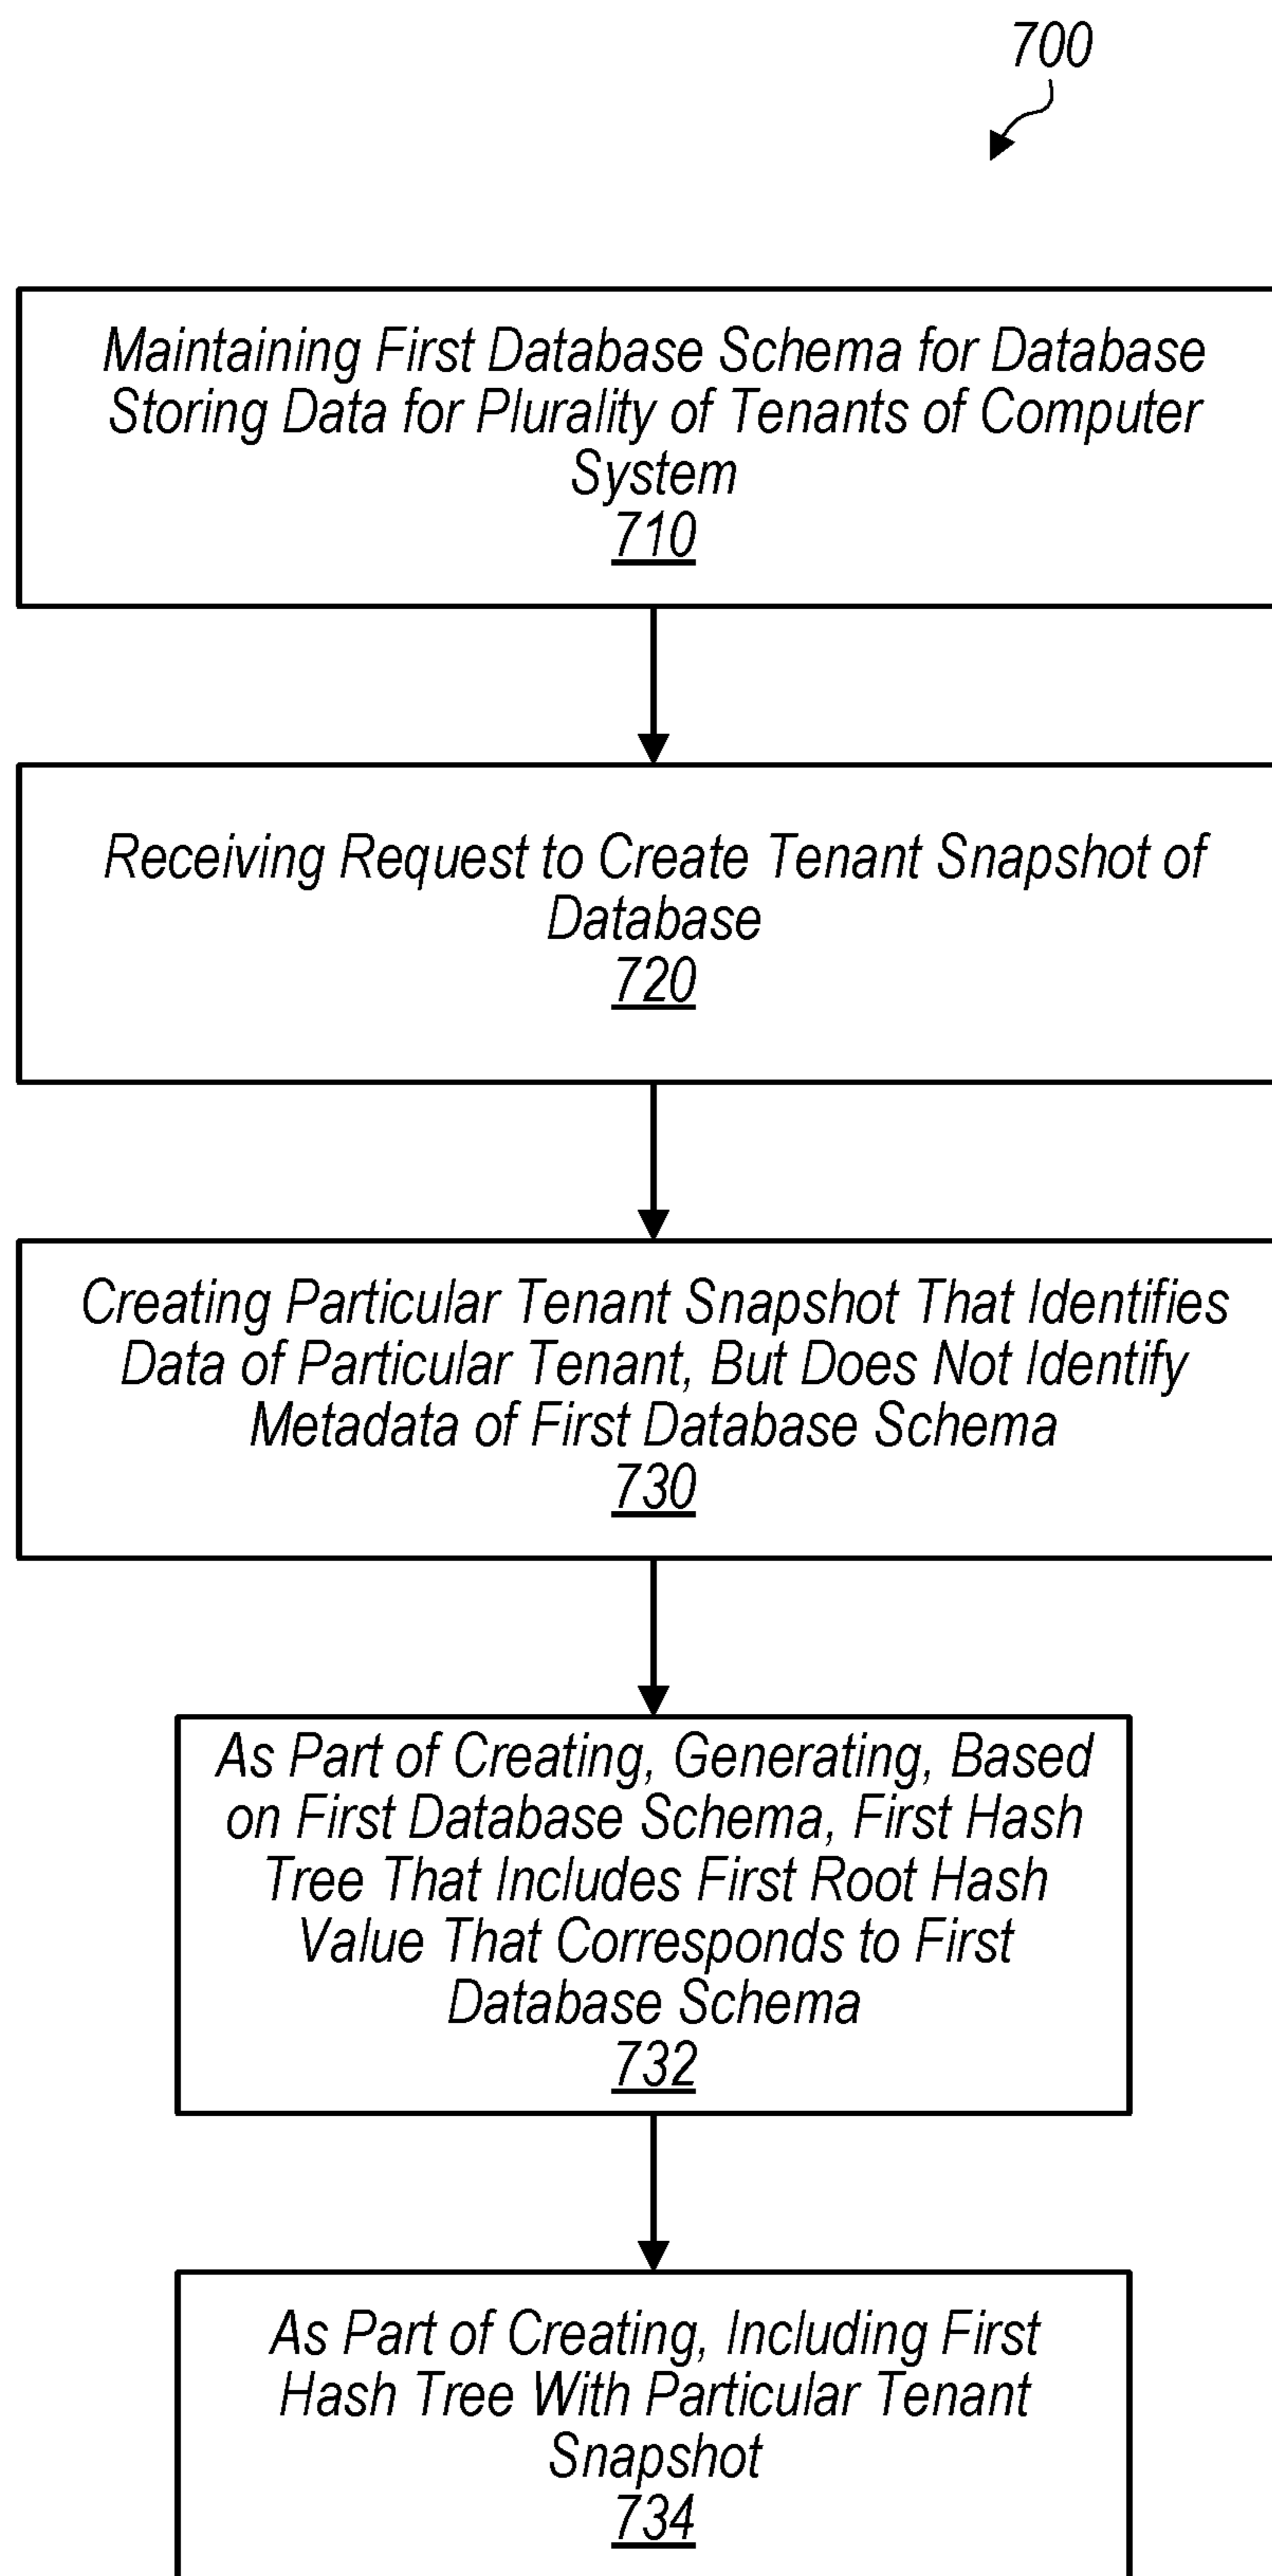 700
Maintaining First Database Schema for Database
Storing Data for Plurality of Tenants of Computer
System
710
Receiving Request to Create Tenant Snapshot of
Database
720
Creating Particular Tenant Snapshot That Identifies
Data of Particular Tenant, But Does Not Identify
Metadata of First Database Schema
730
As Part of Creating, Generating, Based
on First Database Schema, First Hash
Tree That Includes First Root Hash
Value That Corresponds to First
Database Schema
732
As Part of Creating, Including First
Hash Tree With Particular Tenant
Snapshot
734